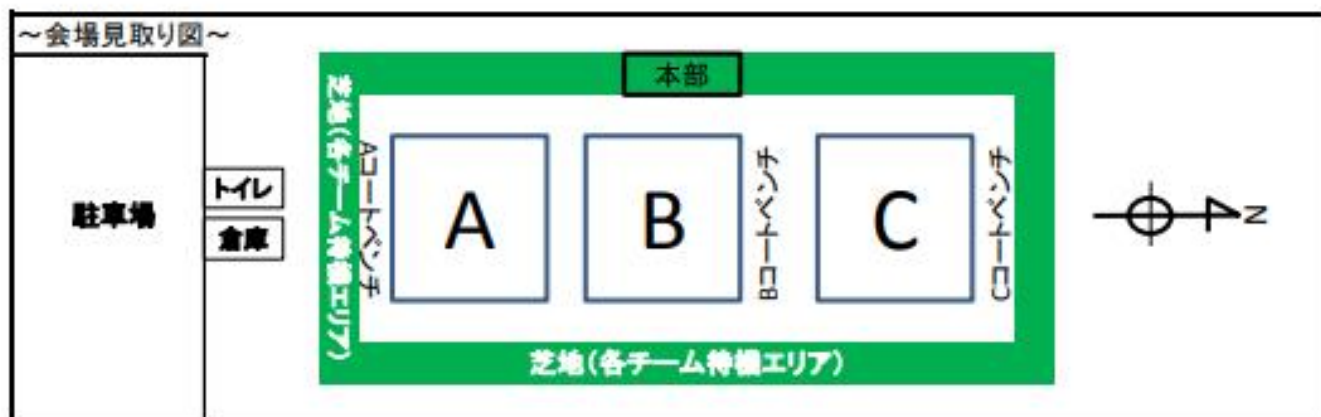 ～会場見取り図～
本部
芝地(各チーム待機エリア)
Aコートベンチ
A
B
Bコートベンチ
C
Cコートベンチ
トイレ
倉庫
駐車場
N
芝地(各チーム待機エリア)